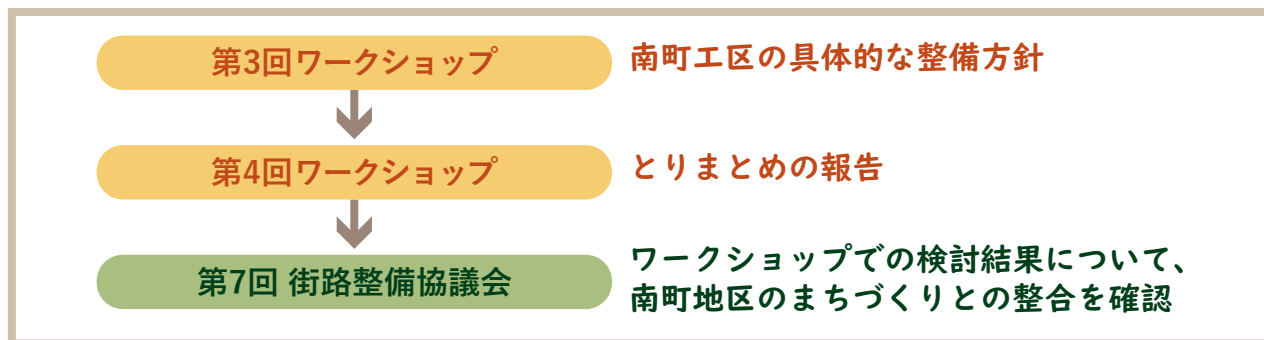 第3回ワークショップ
南町工区の具体的な整備方針
第4回ワークショップ
とりまとめの報告
第7回 街路整備協議会
ワークショップでの検討結果について、
南町地区のまちづくりとの整合を確認